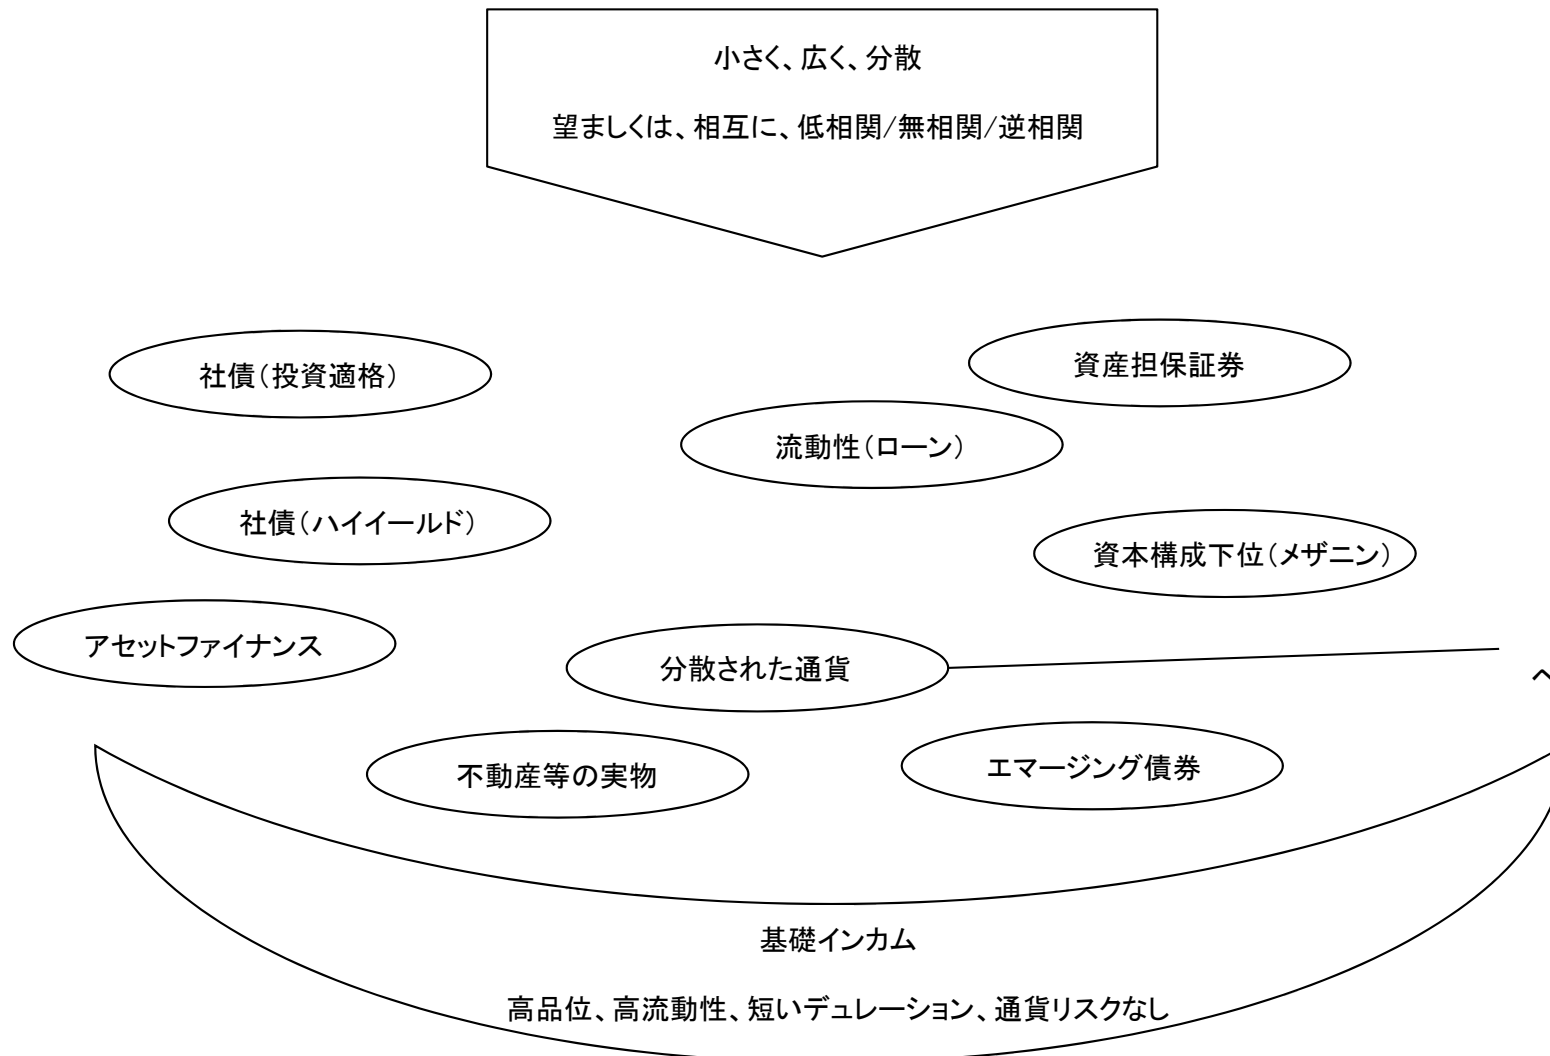 小さく、広く、分散
望ましくは、相互に、低相関/無相関/逆相関
資産担保証券
社債(投資適格)
流動性(ローン)
社債(ハイイールド)
資本構成下位(メザニン)
アセットファイナンス
分散された通貨
不動産等の実物
エマージング債券
基礎インカム
高品位、高流動性、短いデュレーション、通貨リスクなし